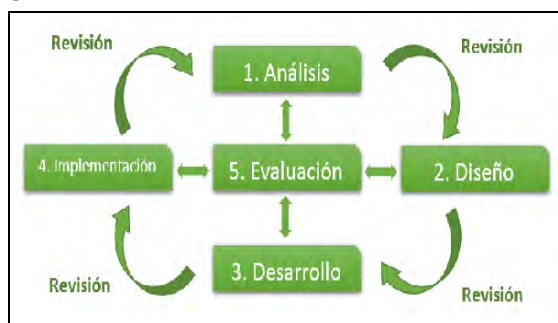 Revisión
Revisión
1. Análisis
4. Implementación
5. Evaluación
2. Diseño
3. Desarrollo
Revisión
Revisión